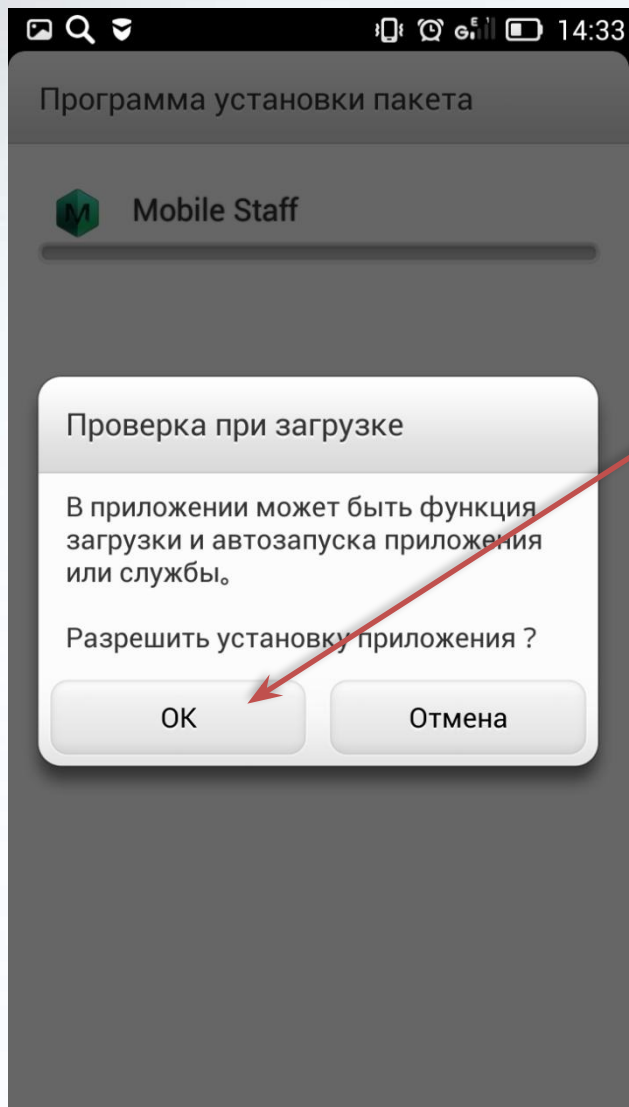 14:33
Программа установки пакета
Mobile Staff
Проверка при загрузке
В приложении может быть функция
загрузки и автозапуска приложения
или службы。
Разрешить установку приложения ?
ОК
Отмена